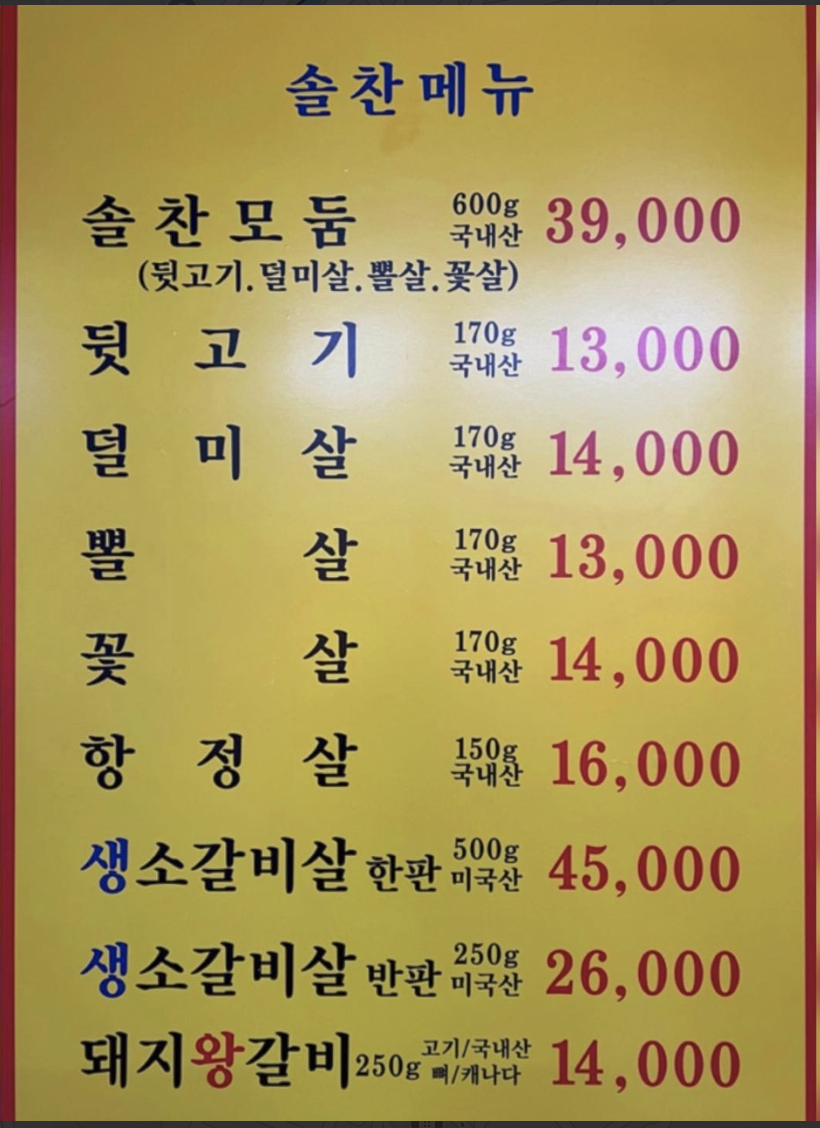 솔찬메뉴
솔찬모둠 600g 국내산 39,000
(뒷고기.덜미살.뽈살.꽃살)
뒷고기 170g 국내산 13,000
덜미살 170g 국내산 14,000
뽈살 170g 국내산 13,000
꽃살 170g 국내산 14,000
항정살 150g 국내산 16,000
생소갈비살 한판 500g 미국산 45,000
생소갈비살 반판 250g 미국산 26,000
돼지왕갈비 250g 고기/국내산 뼈/캐나다 14,000